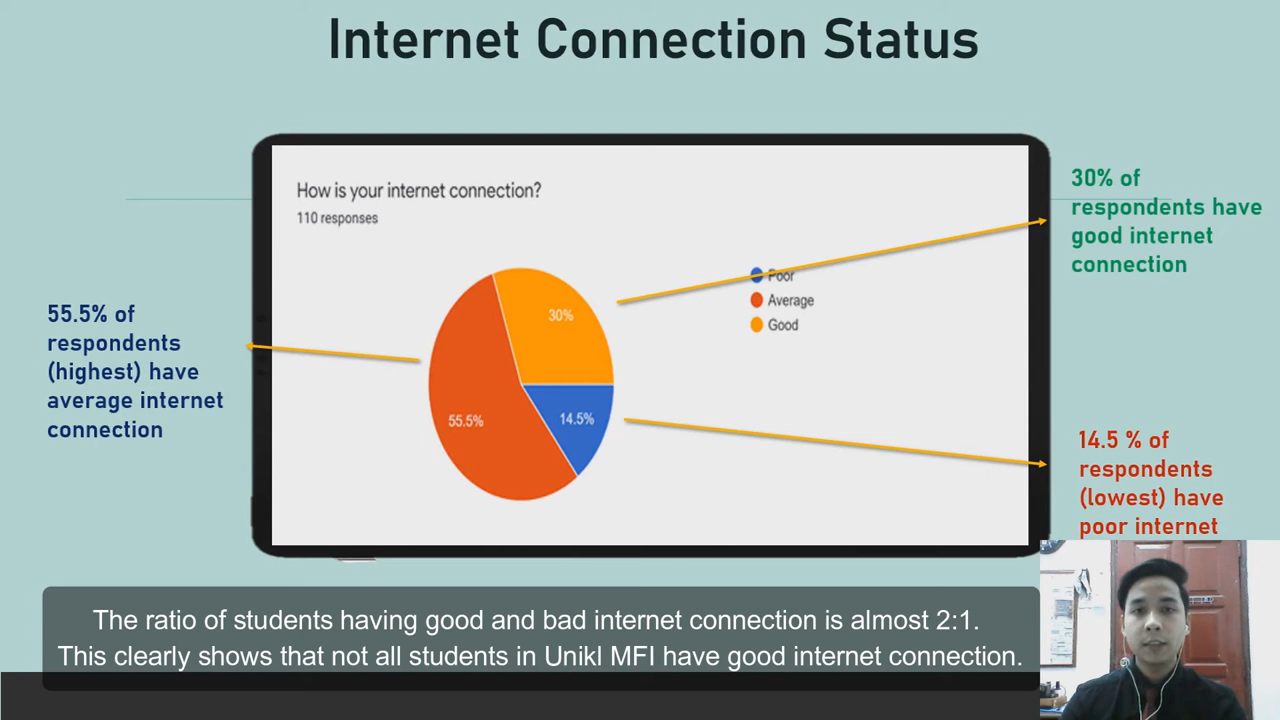 Internet Connection Status
How is your internet connection?
110 responses
30%
14.5%
55.5%
Poor
Average
Good
55.5% of
respondents
(highest) have
average internet
connection
30% of
respondents have
good internet
connection
14.5 % of
respondents
(lowest) have
poor internet
The ratio of students having good and bad internet connection is almost 2:1.
This clearly shows that not all students in Unikl MFI have good internet connection.